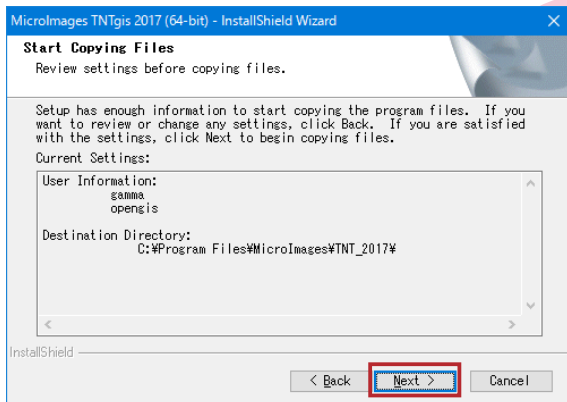 MicroImages TNTgis 2017 (64-bit) - InstallShield Wizard
Start Copying Files
Review settings before copying files.
Setup has enough information to start copying the program files.  If you
want to review or change any settings, click Back.  If you are satisfied
with the settings, click Next to begin copying files.
Current Settings:
User Information:
gamma
opengis
Destination Directory:
C:¥Program Files¥MicroImages¥TNT_2017¥
InstallShield
< Back
Next >
Cancel